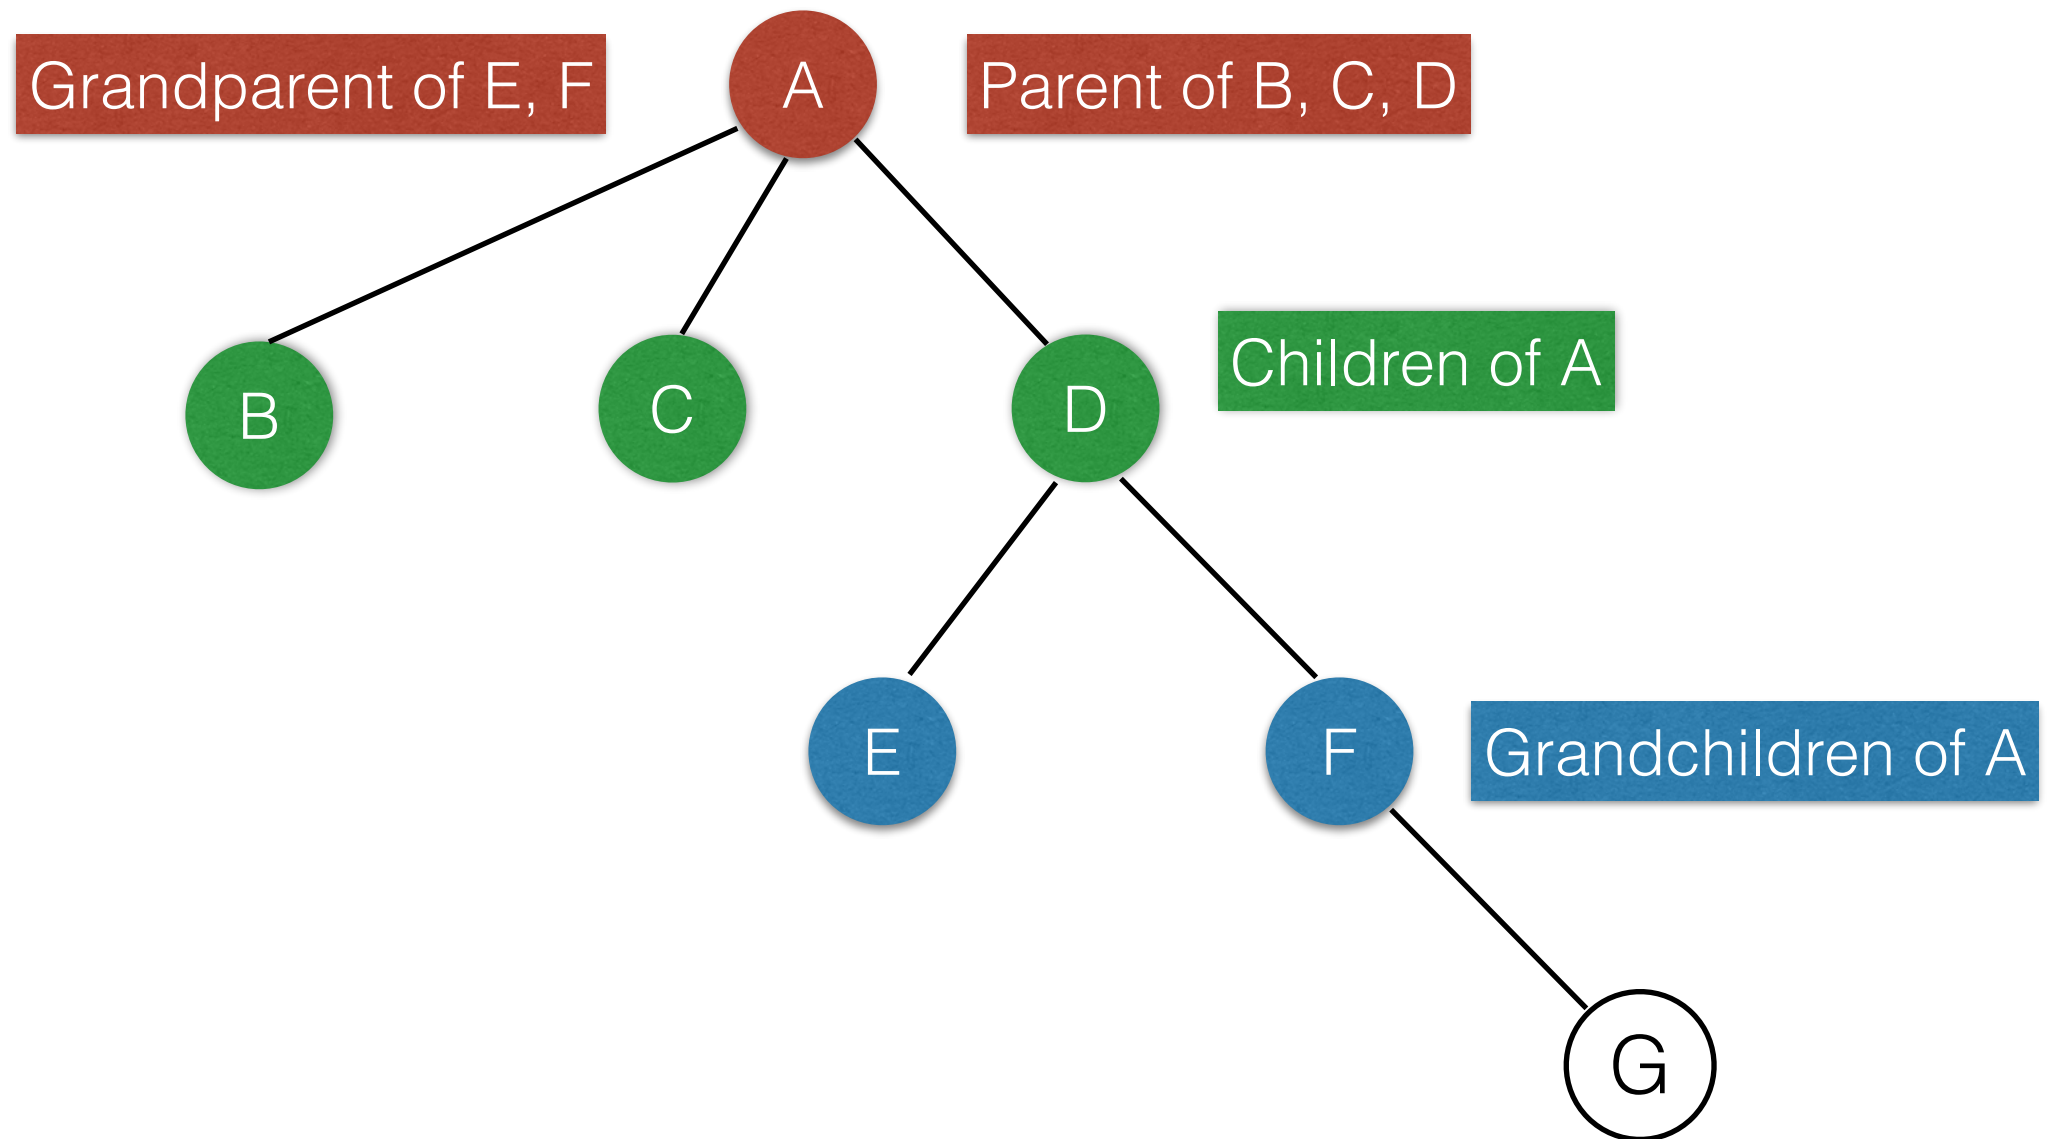 Grandparent of E, F
A
Parent of B, C, D
B
C
D
Children of A
E
F
Grandchildren of A
G